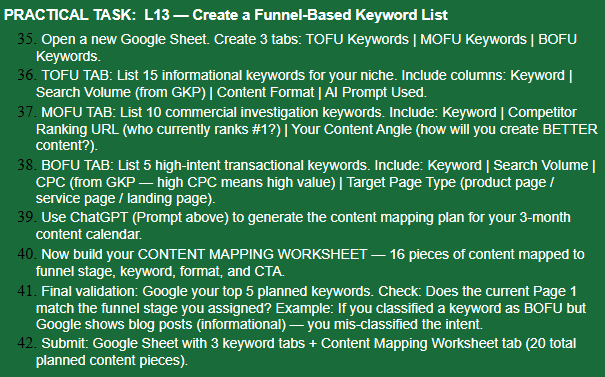 PRACTICAL TASK:  L13 — Create a Funnel-Based Keyword List
35. Open a new Google Sheet. Create 3 tabs: TOFU Keywords | MOFU Keywords | BOFU
Keywords.
36. TOFU TAB: List 15 informational keywords for your niche. Include columns: Keyword |
Search Volume (from GKP) | Content Format | AI Prompt Used.
37. MOFU TAB: List 10 commercial investigation keywords. Include: Keyword | Competitor
Ranking URL (who currently ranks #1?) | Your Content Angle (how will you create BETTER
content?).
38. BOFU TAB: List 5 high-intent transactional keywords. Include: Keyword | Search Volume |
CPC (from GKP — high CPC means high value) | Target Page Type (product page /
service page / landing page).
39. Use ChatGPT (Prompt above) to generate the content mapping plan for your 3-month
content calendar.
40. Now build your CONTENT MAPPING WORKSHEET — 16 pieces of content mapped to
funnel stage, keyword, format, and CTA.
41. Final validation: Google your top 5 planned keywords. Check: Does the current Page 1
match the funnel stage you assigned? Example: If you classified a keyword as BOFU but
Google shows blog posts (informational) — you mis-classified the intent.
42. Submit: Google Sheet with 3 keyword tabs + Content Mapping Worksheet tab (20 total
planned content pieces).